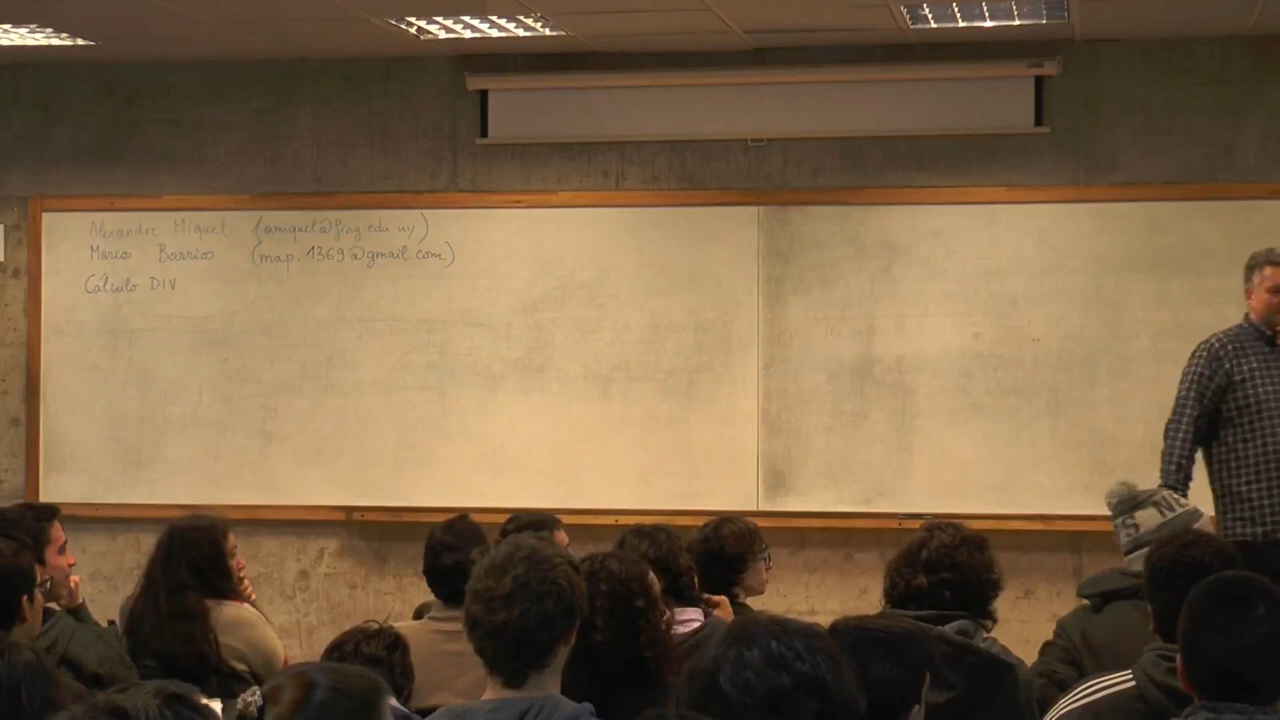 Alexandre Miquel (amiquel@fing.edu.uy)
Marco Barrios (map.1369@gmail.com)
Cálculo DIV